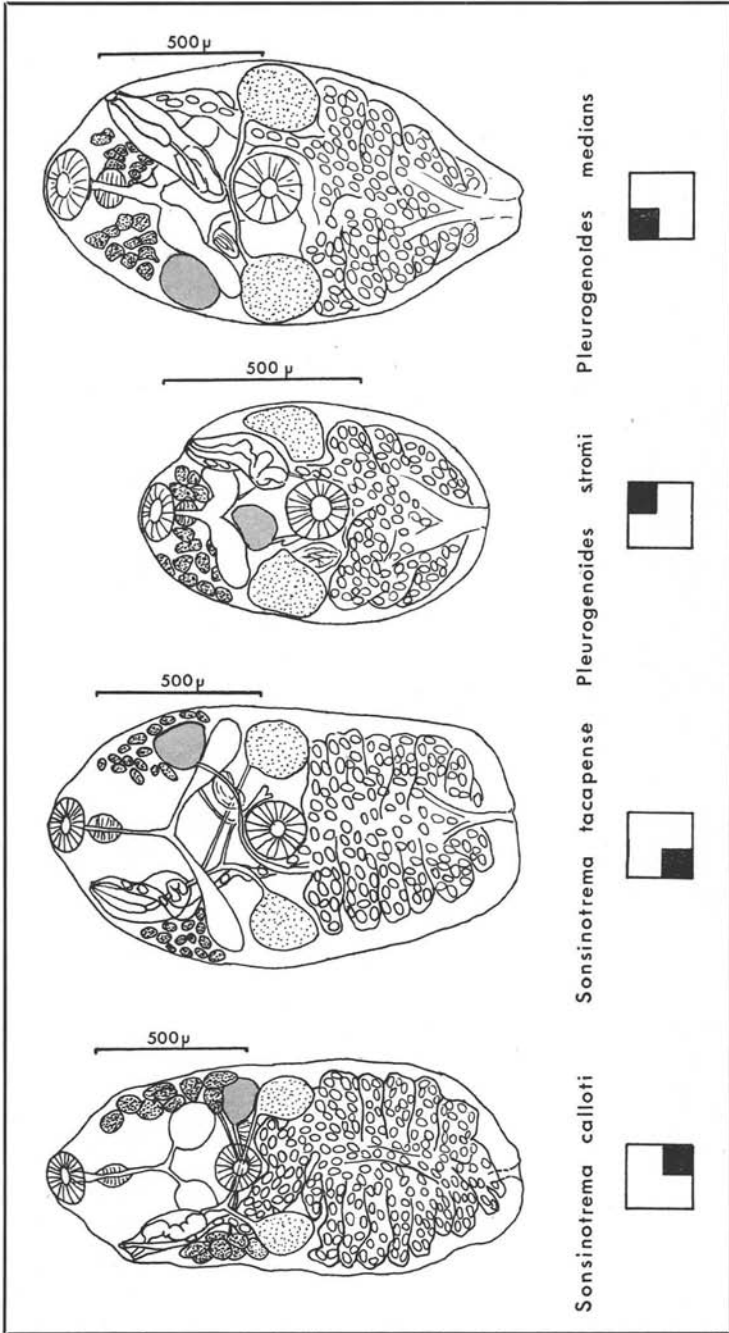 500 µ
Pleurogenoides medians
500 µ
Pleurogenoides stromi
500 µ
Sonsinotrema tacapense
500 µ
Sonsinotrema calloti